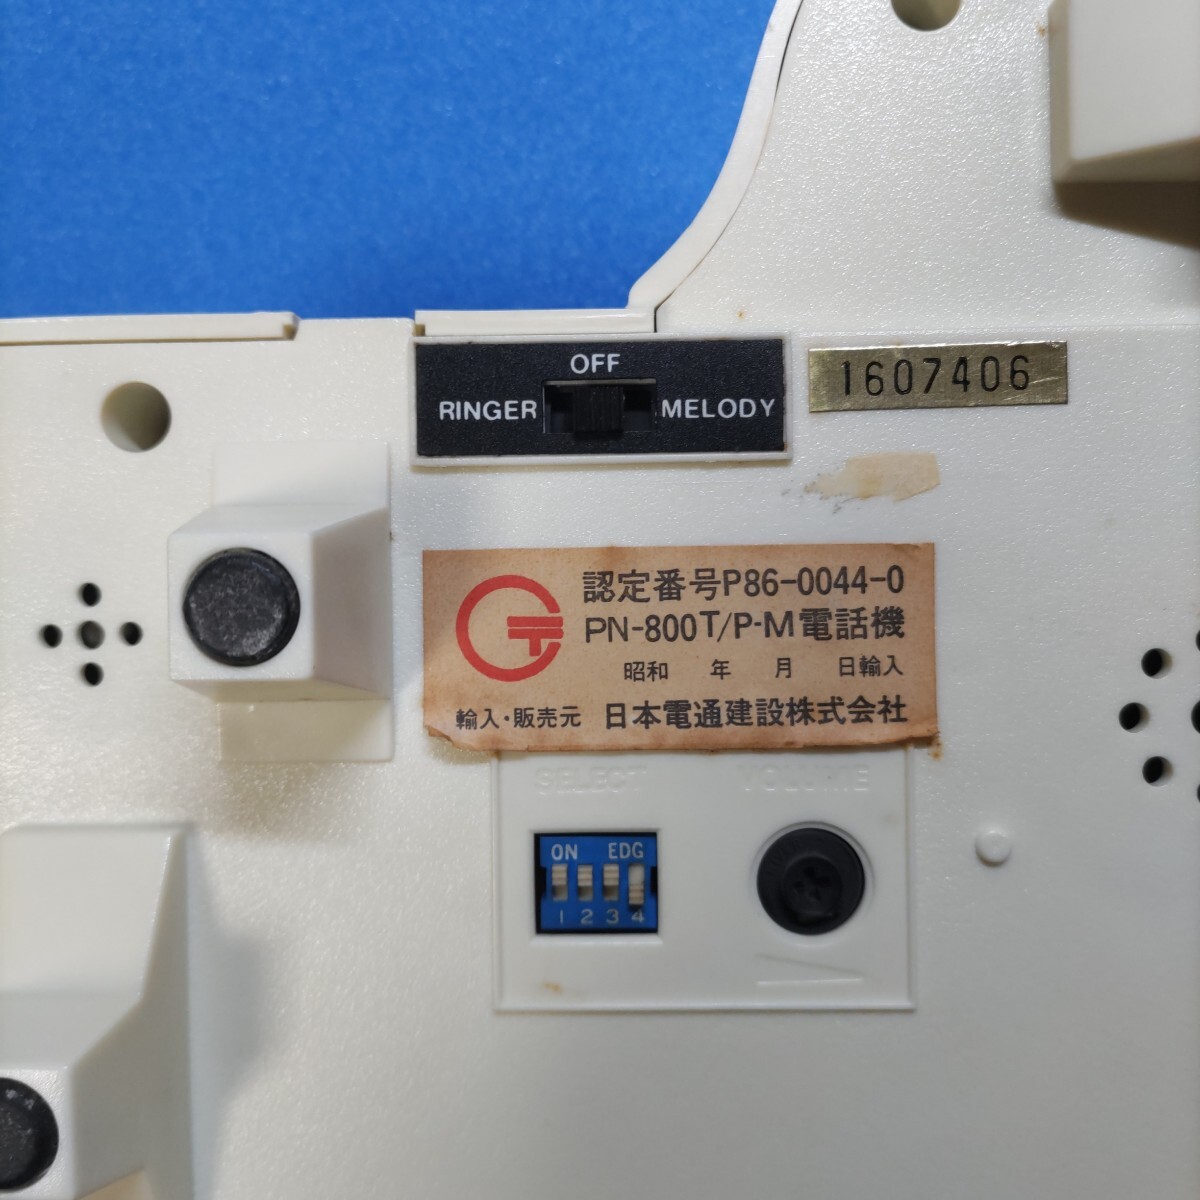 OFF
RINGER MELODY
1607406
認定番号P86-0044-0
PN-800T/P-M電話機
昭和 年 月 日輸入
輸入・販売元 日本電通建設株式会社
SELECT VOLUME
ON EDG
1 2 3 4